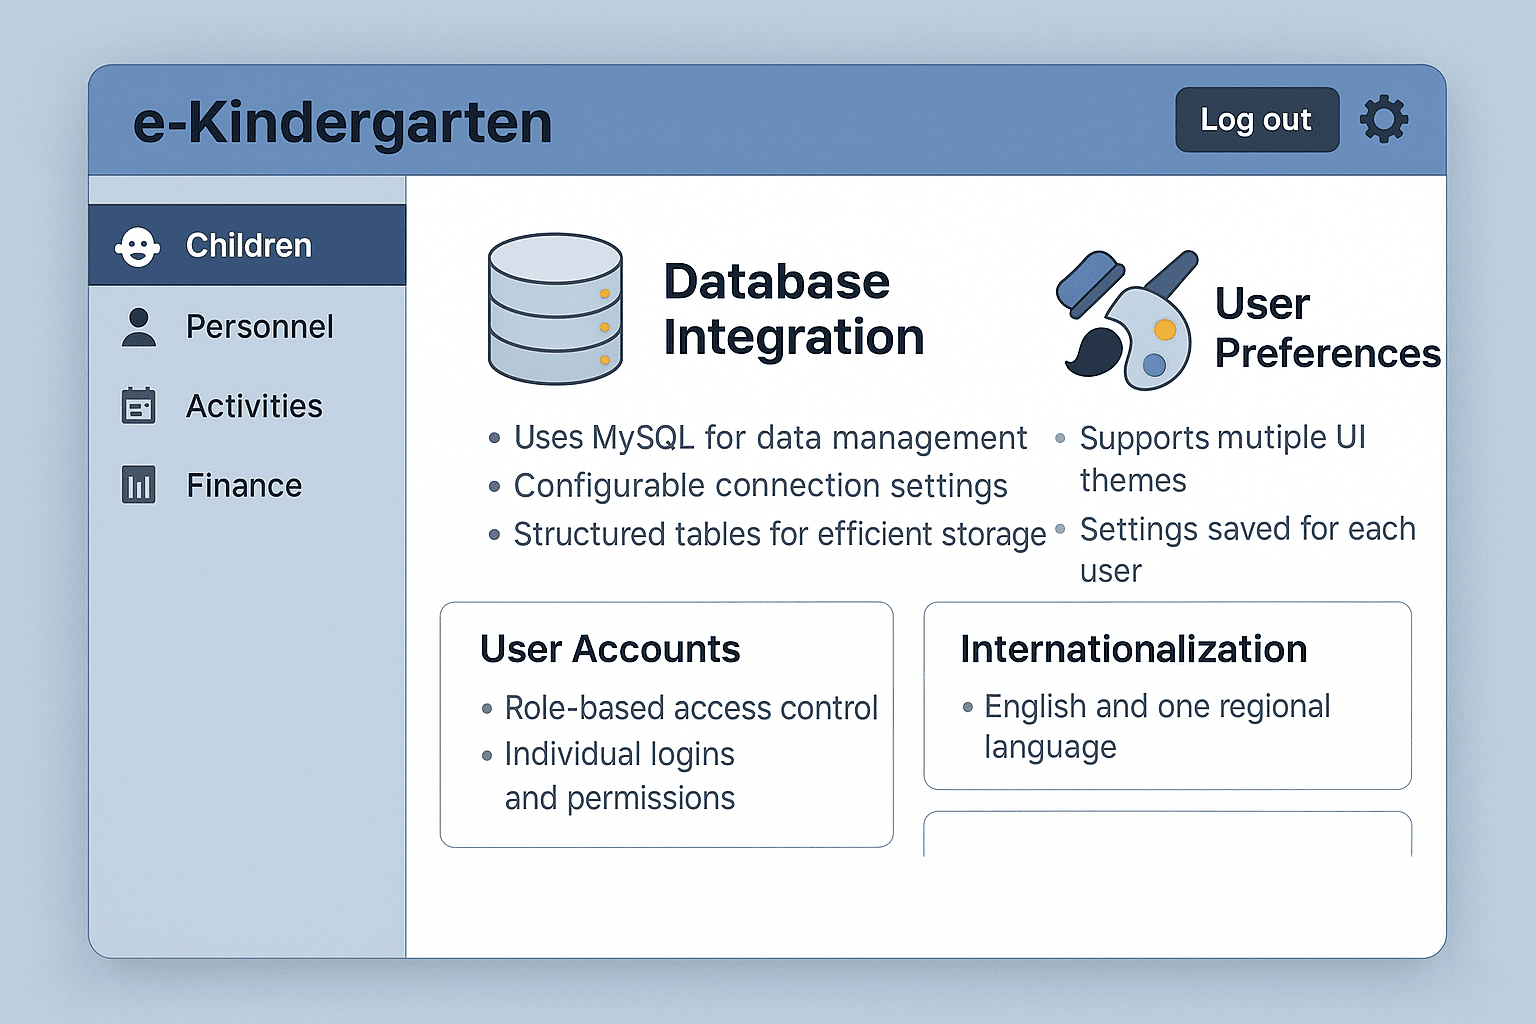 e-Kindergarten
Log out
Children
Personnel
Activities
Finance
Database
Integration
• Uses MySQL for data management
• Configurable connection settings
• Structured tables for efficient storage
User
Preferences
• Supports mutiple UI
themes
• Settings saved for each
user
User Accounts
• Role-based access control
• Individual logins
and permissions
Internationalization
• English and one regional
language